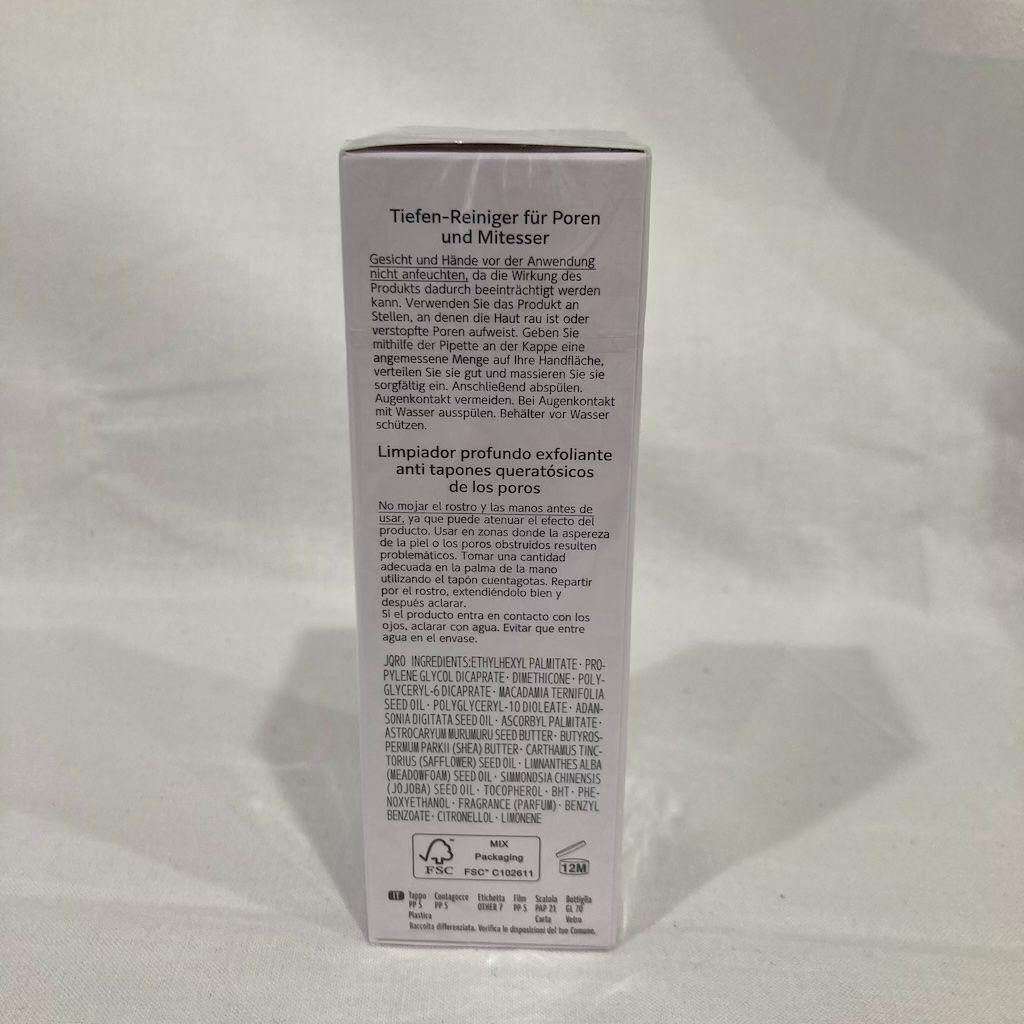 Tiefen-Reiniger für Poren
und Mitesser
Gesicht und Hände vor der Anwendung
nicht anfeuchten, da die Wirkung des
Produkts dadurch beeinträchtigt werden
kann. Verwenden Sie das Produkt an
Stellen, an denen die Haut rau ist oder
verstopfte Poren aufweist. Geben Sie
mithilfe der Pipette an der Kappe eine
angemessene Menge auf Ihre Handfläche,
verteilen Sie sie gut und massieren Sie sie
sorgfältig ein. Anschließend abspülen.
Augenkontakt vermeiden. Bei Augenkontakt
mit Wasser ausspülen. Behälter vor Wasser
schützen.
Limpiador profundo exfoliante
anti tapones queratósicos
de los poros
No mojar el rostro y las manos antes de
usar, ya que puede atenuar el efecto del
producto. Usar en zonas donde la aspereza
de la piel o los poros obstruidos resulten
problemáticos. Tomar una cantidad
adecuada en la palma de la mano
utilizando el tapón cuentagotas. Repartir
por el rostro, extendiéndolo bien y
después aclarar.
Si el producto entra en contacto con los
ojos, aclarar con agua. Evitar que entre
agua en el envase.
JQRO INGREDIENTS:ETHYLHEXYL PALMITATE· PRO-
PYLENE GLYCOL DICAPRATE· DIMETHICONE· POLY-
GLYCERYL-6 DICAPRATE· MACADAMIA TERNIFOLIA
SEED OIL· POLYGLYCERYL-10 DIOLEATE· ADAN-
SONIA DIGITATA SEED OIL· ASCORBYL PALMITATE·
ASTROCARYUM MURUMURU SEED BUTTER· BUTYROS-
PERMUM PARKII (SHEA) BUTTER· CARTHAMUS TINC-
TORIUS (SAFFLOWER) SEED OIL· LIMNANTHES ALBA
(MEADOWFOAM) SEED OIL· SIMMONDSIA CHINENSIS
(JOJOBA) SEED OIL· TOCOPHEROL· BHT· PHE-
NOXYETHANOL· FRAGRANCE (PARFUM)· BENZYL
BENZOATE· CITRONELLOL· LIMONENE
FSC™
MIX
Packaging
FSC™ C102611
12M
IT Tappo Contagocce Etichetta Film Scatola Bottiglia
PP 5 PP 5 OTHER 7 PP 5 PAP 21 GL 70
Plastica Carta Vetro
Raccolta differenziata. Verifica le disposizioni del tuo Comune.